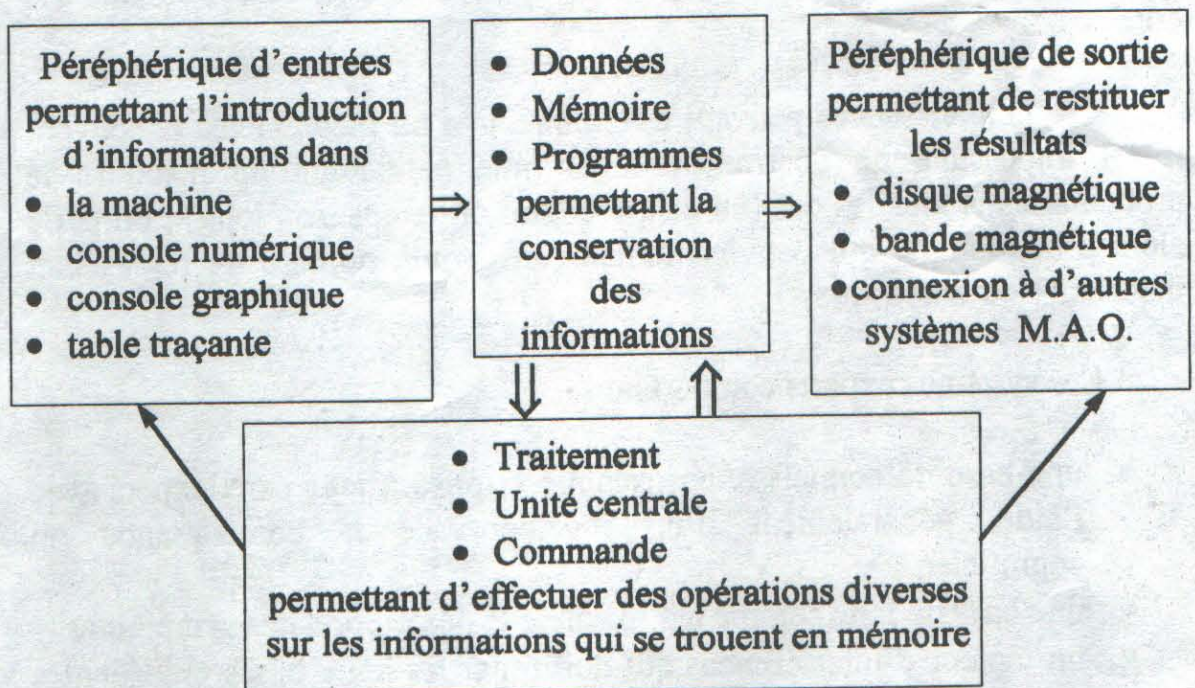 Péréphérique d'entrées
permettant l'introduction
d'informations dans
• la machine
• console numérique
• console graphique
• table traçante
• Données
• Mémoire
• Programmes
permettant la
conservation
des
informations
Péréphérique de sortie
permettant de restituer
les résultats
• disque magnétique
• bande magnétique
•connexion à d'autres
systèmes M.A.O.
• Traitement
• Unité centrale
• Commande
permettant d'effectuer des opérations diverses
sur les informations qui se trouent en mémoire